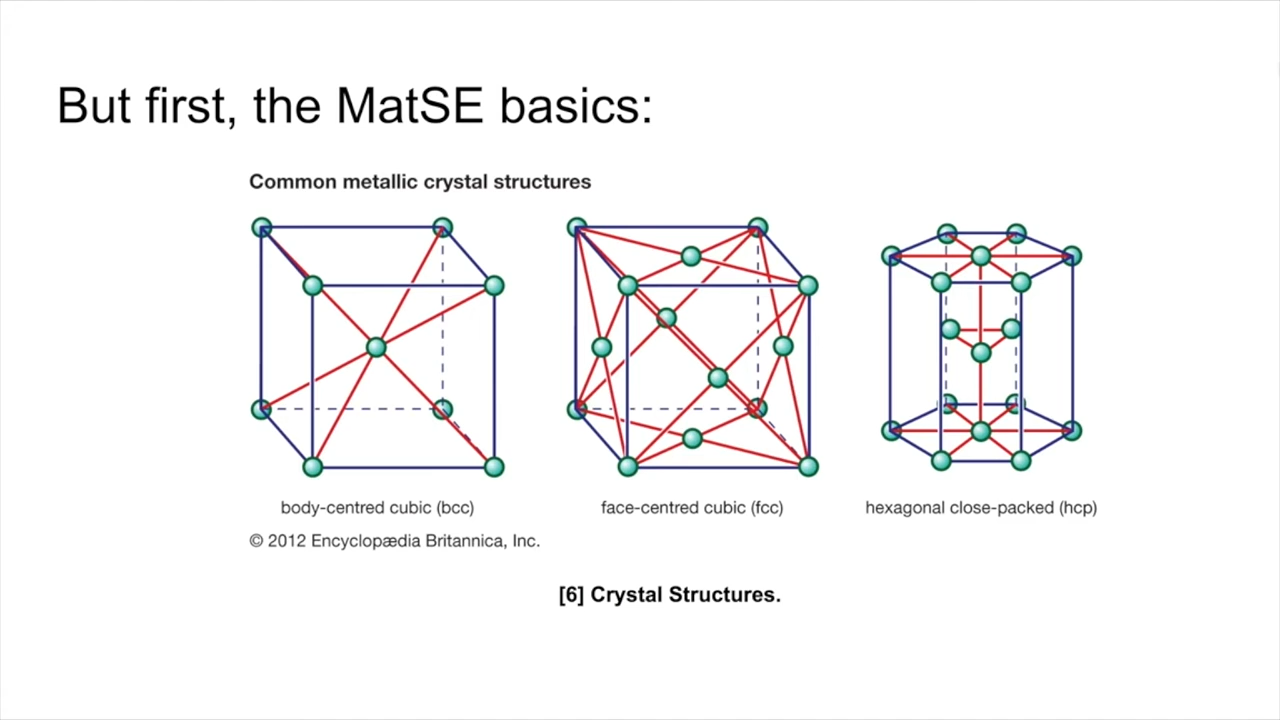 But first, the MatSE basics:
Common metallic crystal structures
body-centred cubic (bcc)
face-centred cubic (fcc)
hexagonal close-packed (hcp)
© 2012 Encyclopædia Britannica, Inc.
[6] Crystal Structures.